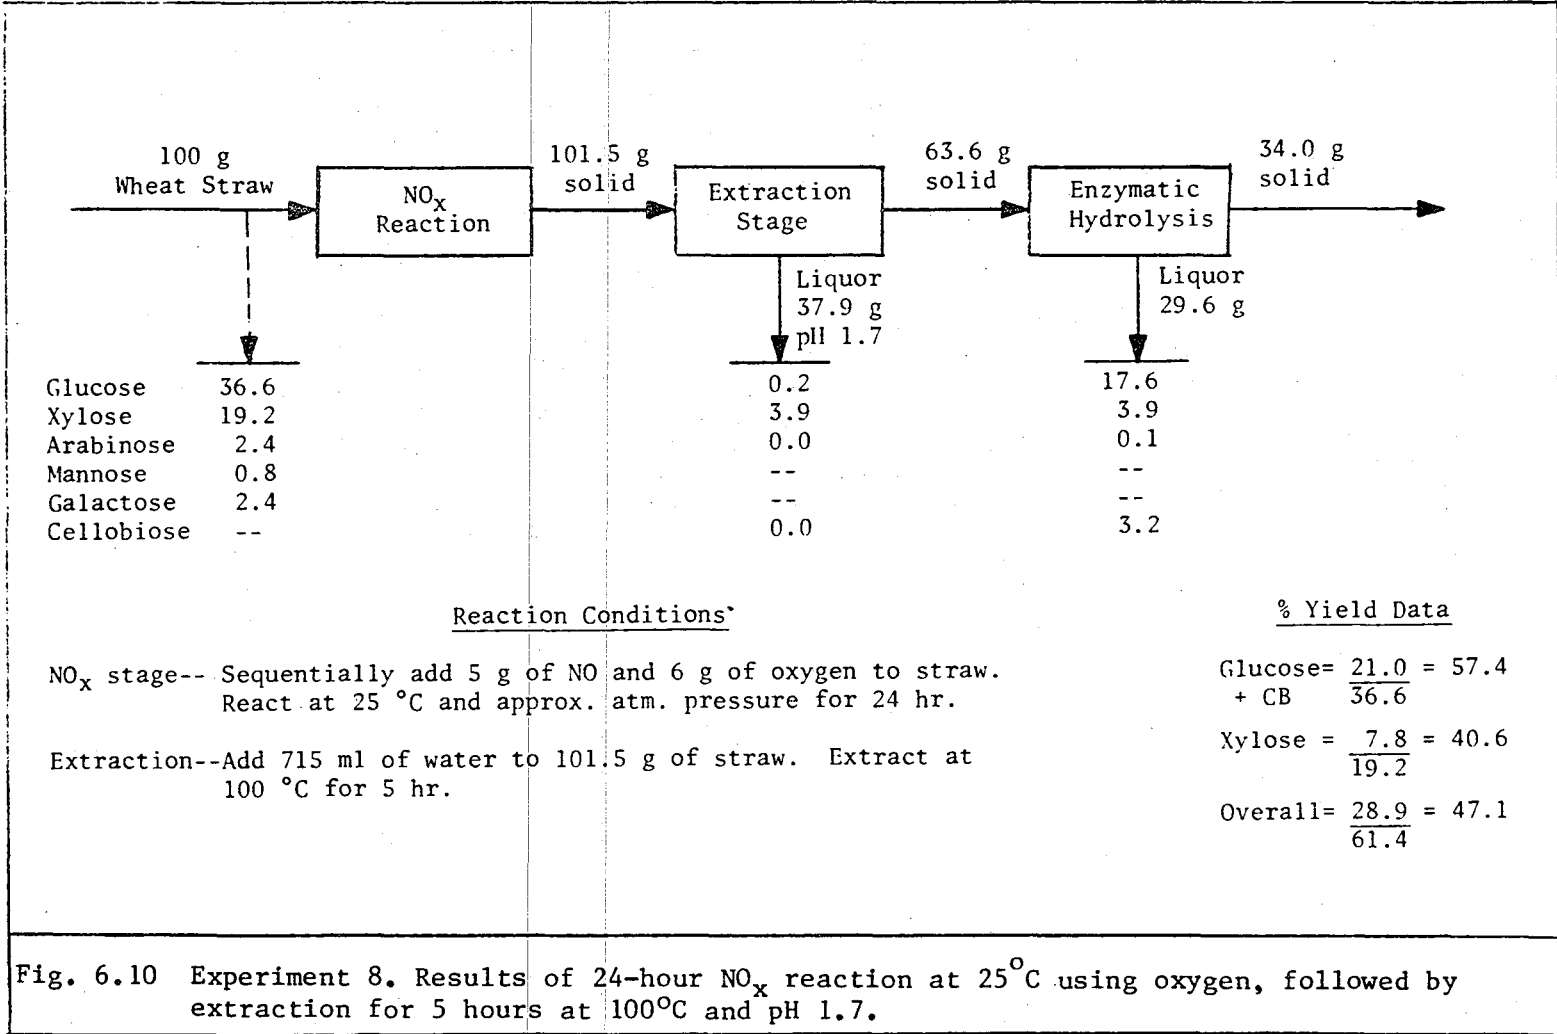 100 g
Wheat Straw
NOx
Reaction
101.5 g
solid
Extraction
Stage
63.6 g
solid
Enzymatic
Hydrolysis
34.0 g
solid
Liquor
37.9 g
pH 1.7
Liquor
29.6 g
Glucose 36.6 0.2 17.6
Xylose 19.2 3.9 3.9
Arabinose 2.4 0.0 0.1
Mannose 0.8 -- --
Galactose 2.4 -- --
Cellobiose -- 0.0 3.2
Reaction Conditions
NOx stage-- Sequentially add 5 g of NO and 6 g of oxygen to straw.
React at 25 °C and approx. atm. pressure for 24 hr.
Extraction--Add 715 ml of water to 101.5 g of straw. Extract at
100 °C for 5 hr.
% Yield Data
Glucose= 21.0 = 57.4
+ CB 36.6
Xylose = 7.8 = 40.6
19.2
Overall= 28.9 = 47.1
61.4
Fig. 6.10 Experiment 8. Results of 24-hour NOx reaction at 25°C using oxygen, followed by
extraction for 5 hours at 100°C and pH 1.7.